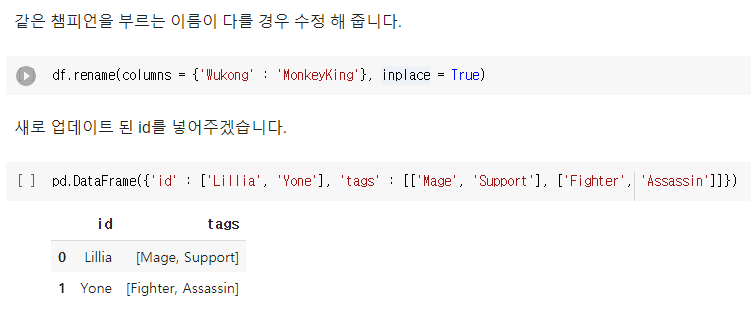 같은 챔피언을 부르는 이름이 다를 경우 수정 해 줍니다.
df.rename(columns = {'Wukong' : 'MonkeyKing'}, inplace = True)
새로 업데이트 된 id를 넣어주겠습니다.
[ ] pd.DataFrame({'id' : ['Lillia', 'Yone'], 'tags' : [['Mage', 'Support'], ['Fighter', 'Assassin']]})
id tags
0 Lillia [Mage, Support]
1 Yone [Fighter, Assassin]